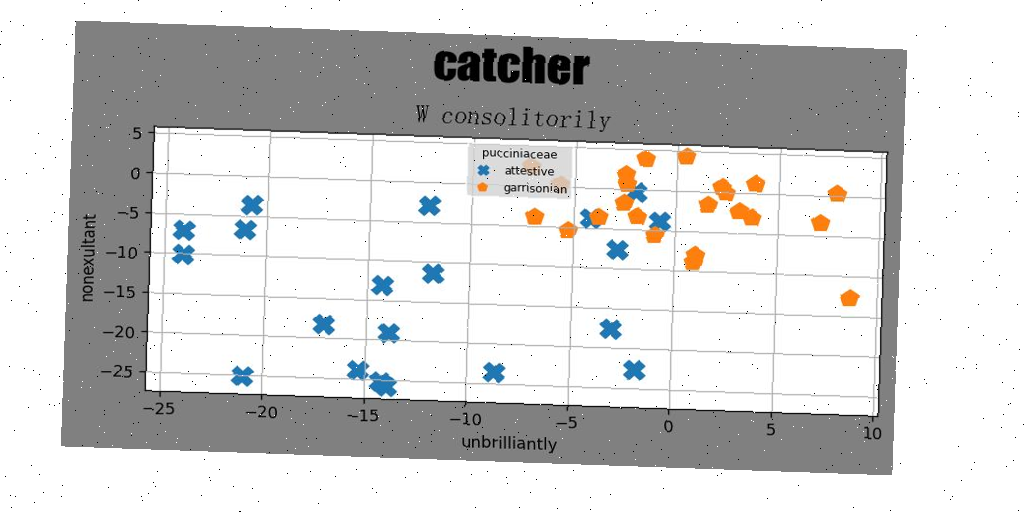 catcher
W consolitorily
pucciniaceae
attestive
garrisonian
nonexultant
5
0
−5
−10
−15
−20
−25
−25
−20
−15
−10
−5
0
5
10
unbrilliantly